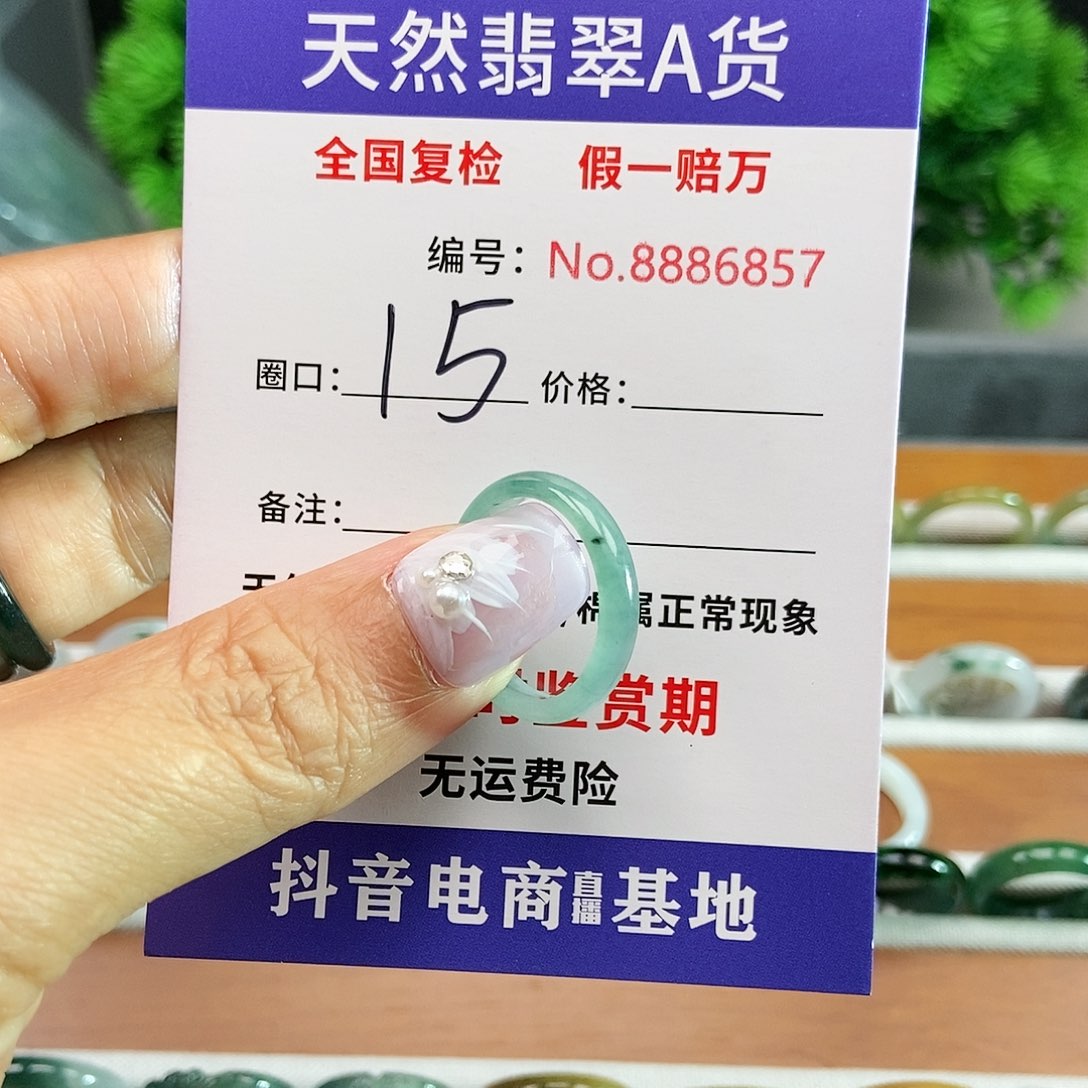 天然翡翠A货
全国复检 假一赔万
编号：No.8886857
圈口：15 价格：
备注：
属正常现象
鉴赏期
无运费险
抖音电商直播基地